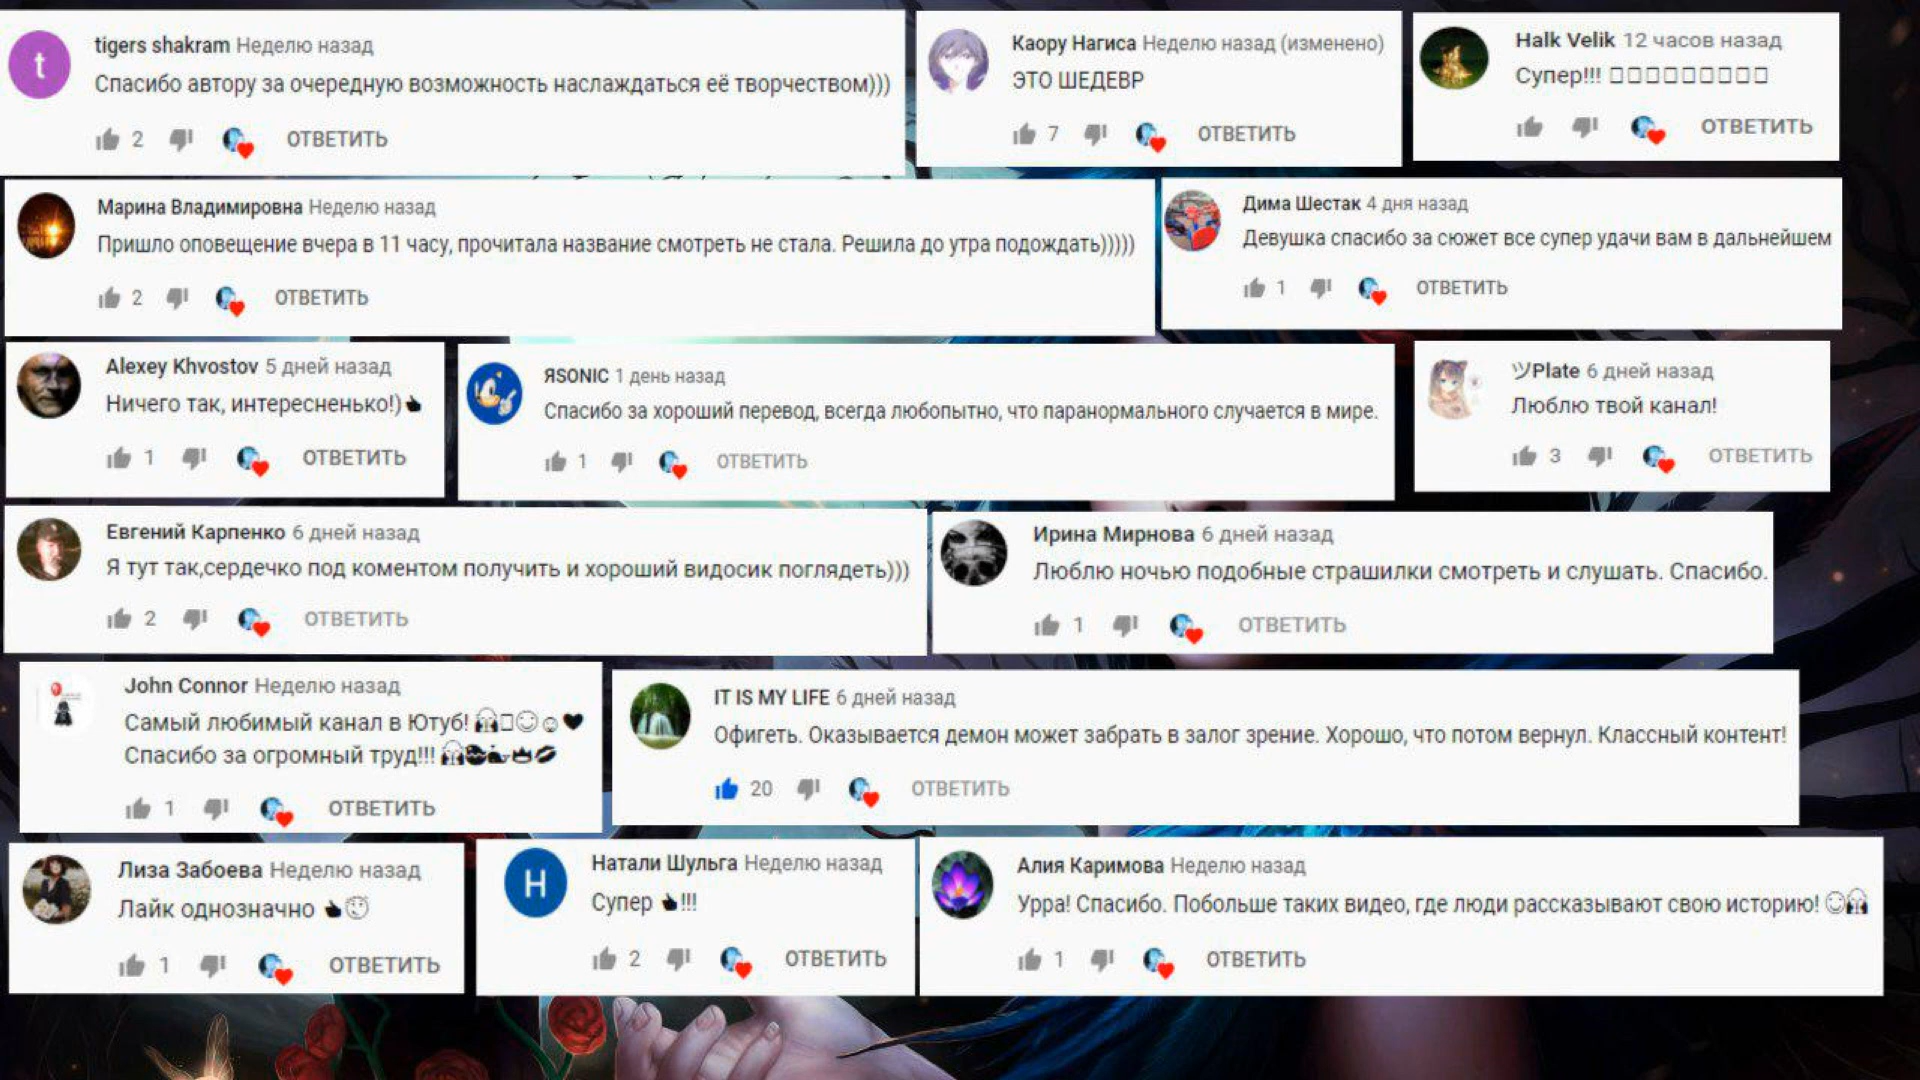 t
tigers shakram Неделю назад
Спасибо автору за очередную возможность наслаждаться её творчеством)))
2 ОТВЕТИТЬ
Каору Нагиса Неделю назад (изменено)
ЭТО ШЕДЕВР
7 ОТВЕТИТЬ
Halk Velik 12 часов назад
Супер!!! □□□□□□□□□
ОТВЕТИТЬ
Марина Владимировна Неделю назад
Пришло оповещение вчера в 11 часу, прочитала название смотреть не стала. Решила до утра подождать)))))
2 ОТВЕТИТЬ
Дима Шестак 4 дня назад
Девушка спасибо за сюжет все супер удачи вам в дальнейшем
1 ОТВЕТИТЬ
Alexey Khvostov 5 дней назад
Ничего так, интересненько!)👍
1 ОТВЕТИТЬ
ЯSONIC 1 день назад
Спасибо за хороший перевод, всегда любопытно, что паранормального случается в мире.
1 ОТВЕТИТЬ
ツPlate 6 дней назад
Люблю твой канал!
3 ОТВЕТИТЬ
Евгений Карпенко 6 дней назад
Я тут так,сердечко под коментом получить и хороший видосик поглядеть)))
2 ОТВЕТИТЬ
Ирина Мирнова 6 дней назад
Люблю ночью подобные страшилки смотреть и слушать. Спасибо.
1 ОТВЕТИТЬ
John Connor Неделю назад
Самый любимый канал в Ютуб!
Спасибо за огромный труд!!!
1 ОТВЕТИТЬ
IT IS MY LIFE 6 дней назад
Офигеть. Оказывается демон может забрать в залог зрение. Хорошо, что потом вернул. Классный контент!
20 ОТВЕТИТЬ
Лиза Забоева Неделю назад
Лайк однозначно
1 ОТВЕТИТЬ
Н
Натали Шульга Неделю назад
Супер 👍!!!
2 ОТВЕТИТЬ
Алия Каримова Неделю назад
Урра! Спасибо. Побольше таких видео, где люди рассказывают свою историю!
1 ОТВЕТИТЬ